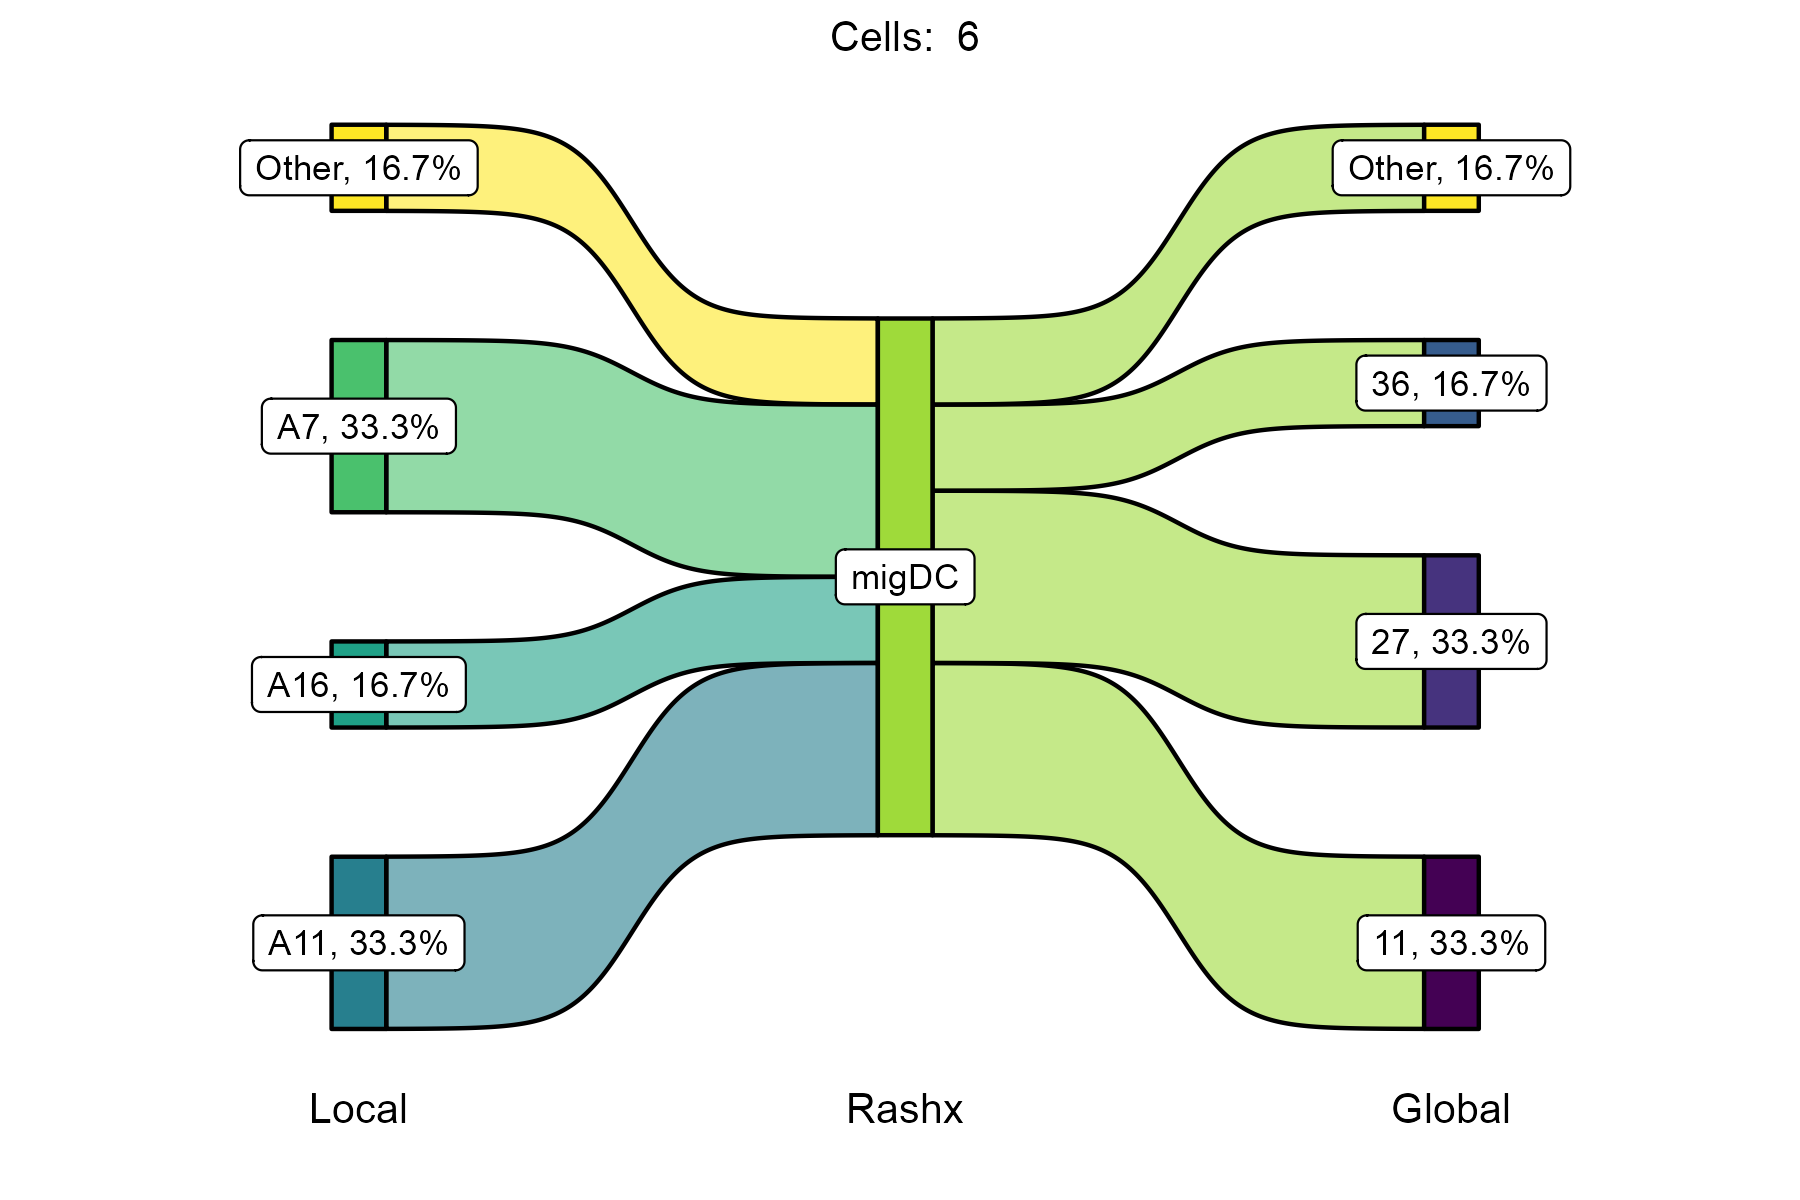 Cells:  6
Other, 16.7%
Other, 16.7%
36, 16.7%
A7, 33.3%
migDC
27, 33.3%
A16, 16.7%
A11, 33.3%
11, 33.3%
Local
Rashx
Global